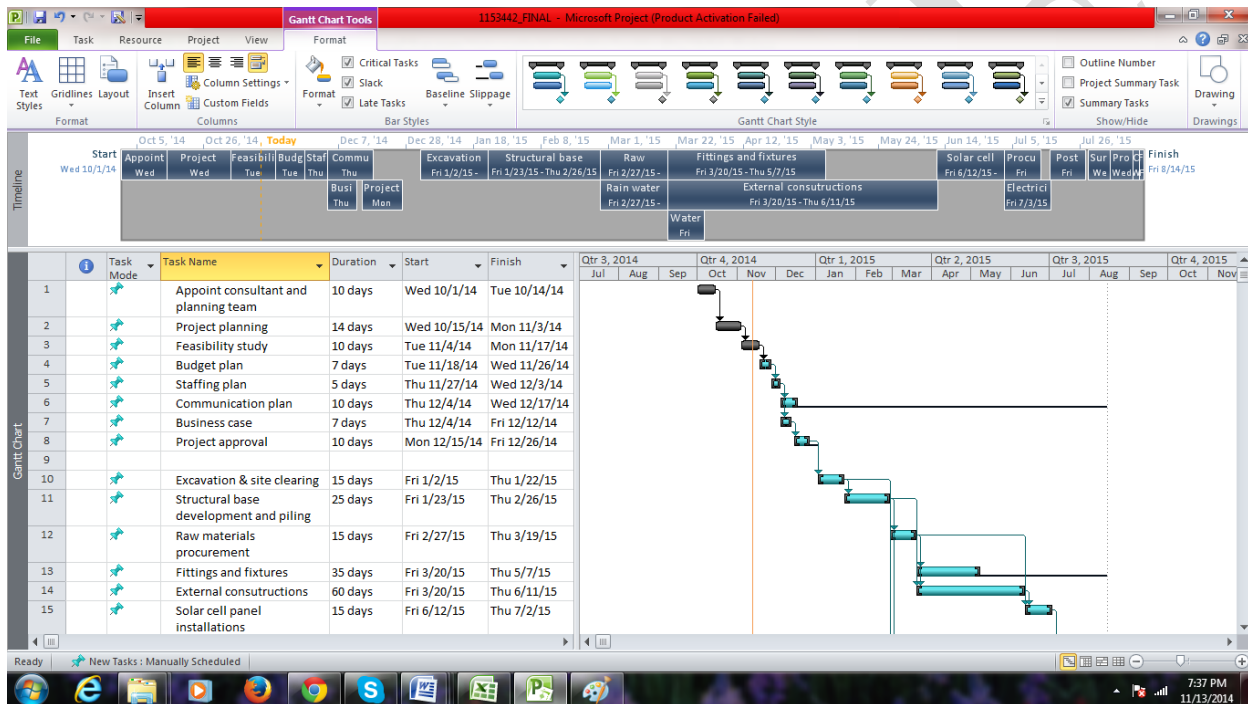 Gantt Chart Tools
1153442_FINAL - Microsoft Project (Product Activation Failed)
File Task Resource Project View Format
Text Styles
Gridlines
Layout
Format
Insert Column
Column Settings
Custom Fields
Columns
Format
Critical Tasks
Slack
Late Tasks
Baseline
Slippage
Bar Styles
Gantt Chart Style
Outline Number
Project Summary Task
Summary Tasks
Show/Hide
Drawing
Drawings
Timeline
Oct 5, '14 Oct 26, '14 Today Dec 7, '14 Dec 28, '14 Jan 18, '15 Feb 8, '15 Mar 1, '15 Mar 22, '15 Apr 12, '15 May 3, '15 May 24, '15 Jun 14, '15 Jul 5, '15 Jul 26, '15
Start
Wed 10/1/14
Appoint Project Feasibili Budg Staf Commu Excavation Structural base Raw Fittings and fixtures Solar cell Procu Post Sur Pro
Wed Wed Tue Tue Thu Thu Fri 1/2/15 - Fri 1/23/15 - Thu 2/26/15 Fri 2/27/15 - Fri 3/20/15 - Thu 5/7/15 Fri 6/12/15 - Fri Fri We Wed
Finish
Fri 8/14/15
Busi Project Rain water External consutructions Electrici
Thu Mon Fri 2/27/15 - Fri 3/20/15 - Thu 6/11/15 Fri 7/3/15
Water
Fri
Gantt Chart
Task Mode Task Name Duration Start Finish
Qtr 3, 2014 Qtr 4, 2014 Qtr 1, 2015 Qtr 2, 2015 Qtr 3, 2015 Qtr 4, 2015
Jul Aug Sep Oct Nov Dec Jan Feb Mar Apr May Jun Jul Aug Sep Oct Nov
1 Appoint consultant and planning team 10 days Wed 10/1/14 Tue 10/14/14
2 Project planning 14 days Wed 10/15/14 Mon 11/3/14
3 Feasibility study 10 days Tue 11/4/14 Mon 11/17/14
4 Budget plan 7 days Tue 11/18/14 Wed 11/26/14
5 Staffing plan 5 days Thu 11/27/14 Wed 12/3/14
6 Communication plan 10 days Thu 12/4/14 Wed 12/17/14
7 Business case 7 days Thu 12/4/14 Fri 12/12/14
8 Project approval 10 days Mon 12/15/14 Fri 12/26/14
9
10 Excavation & site clearing 15 days Fri 1/2/15 Thu 1/22/15
11 Structural base development and piling 25 days Fri 1/23/15 Thu 2/26/15
12 Raw materials procurement 15 days Fri 2/27/15 Thu 3/19/15
13 Fittings and fixtures 35 days Fri 3/20/15 Thu 5/7/15
14 External consutructions 60 days Fri 3/20/15 Thu 6/11/15
15 Solar cell panel installations 15 days Fri 6/12/15 Thu 7/2/15
Ready New Tasks : Manually Scheduled
7:37 PM
11/13/2014